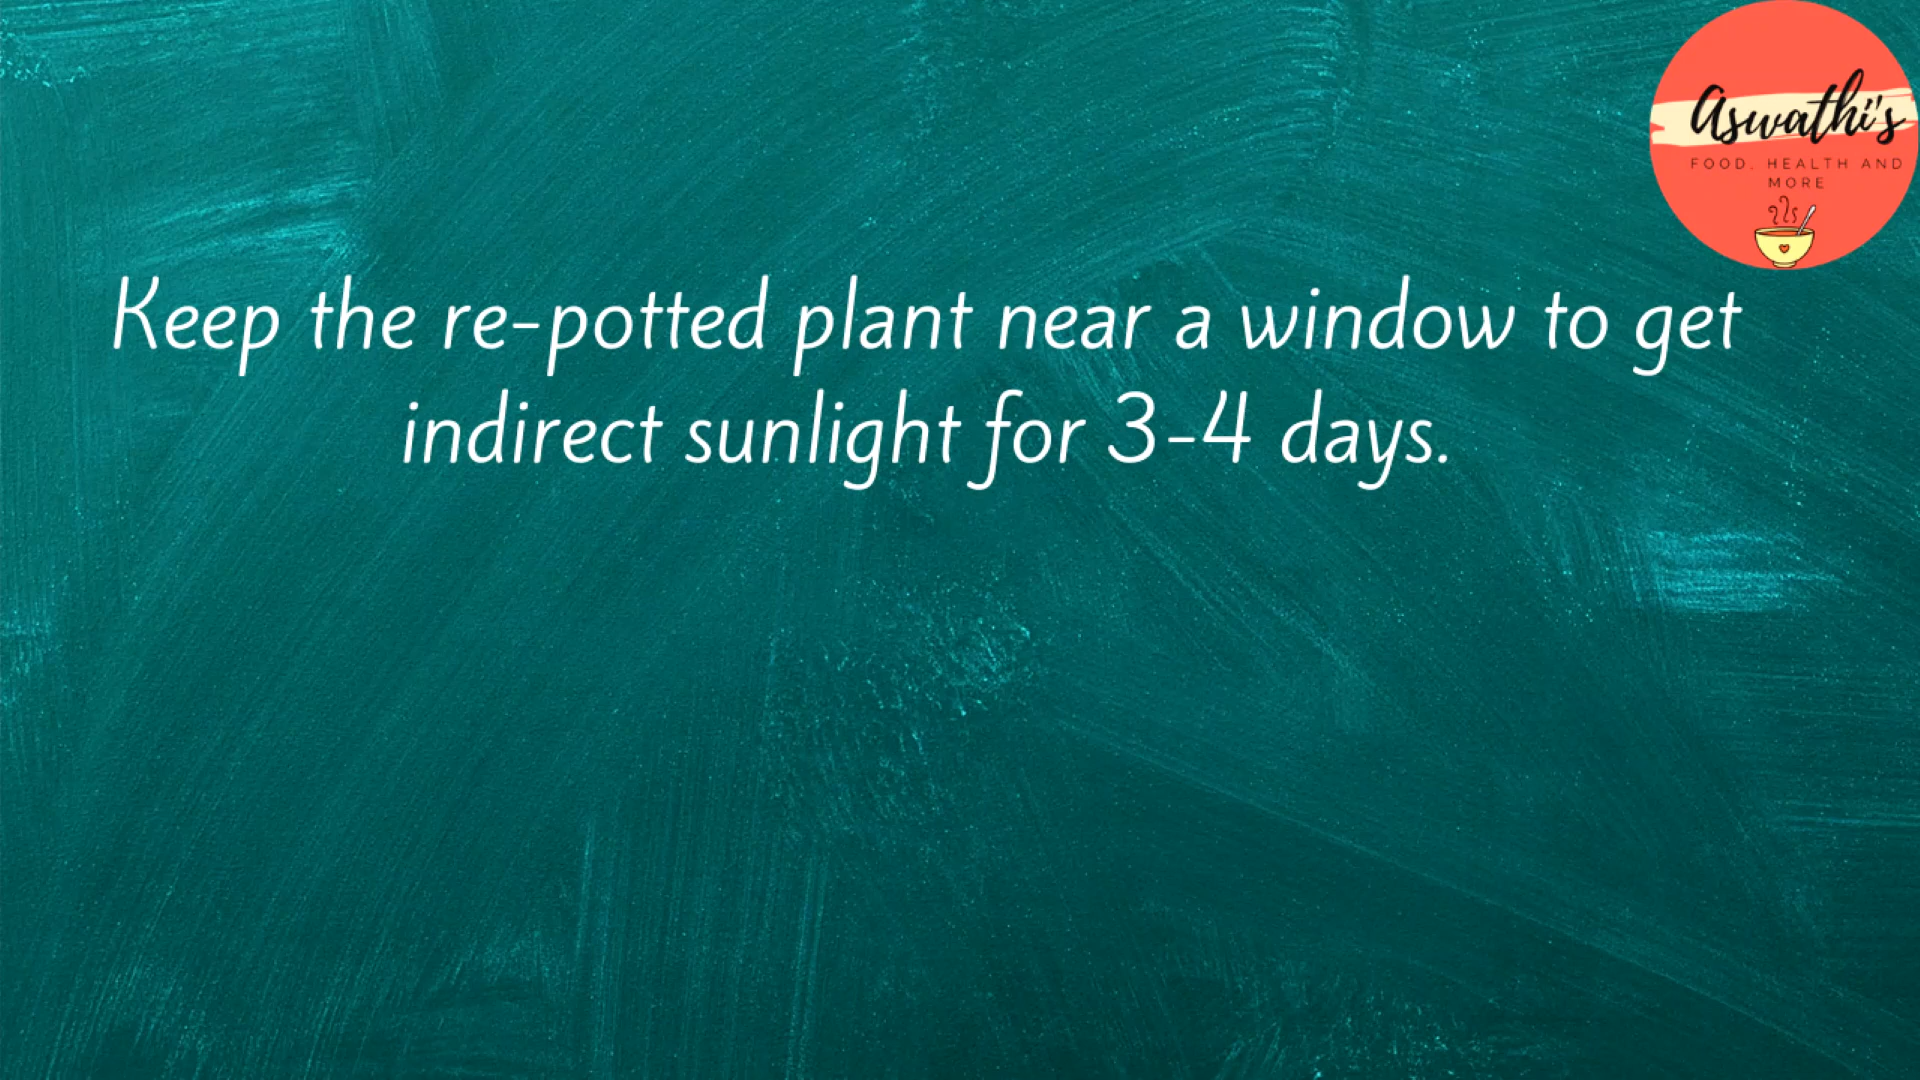 Aswathi's
FOOD, HEALTH AND
MORE
Keep the re-potted plant near a window to get
indirect sunlight for 3-4 days.